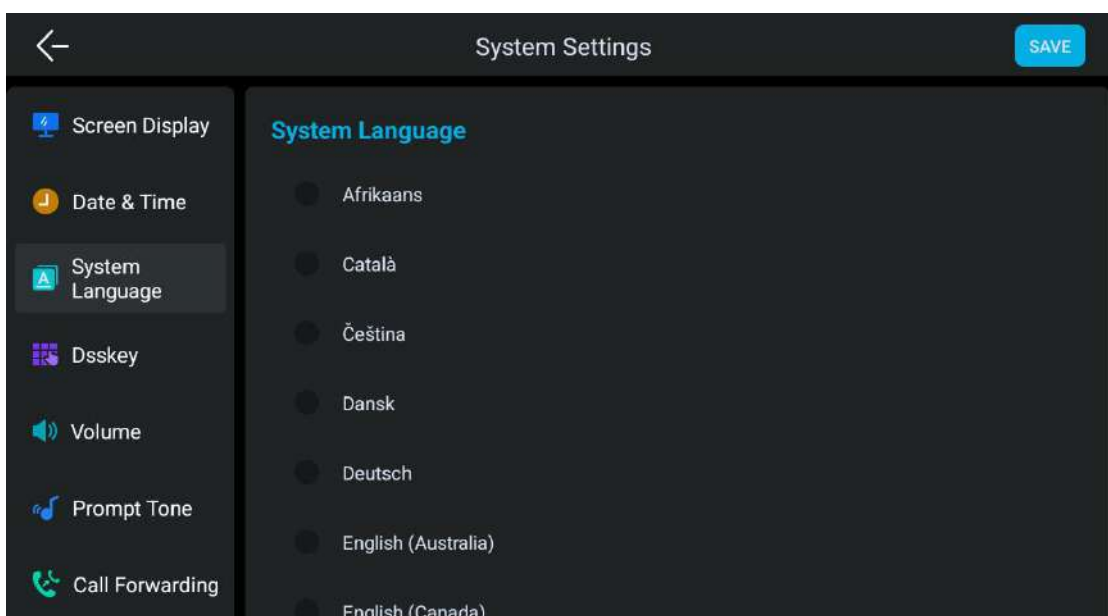 System Settings
SAVE
Screen Display
Date & Time
System
Language
Dsskey
Volume
Prompt Tone
Call Forwarding
System Language
Afrikaans
Català
Čeština
Dansk
Deutsch
English (Australia)
English (Canada)